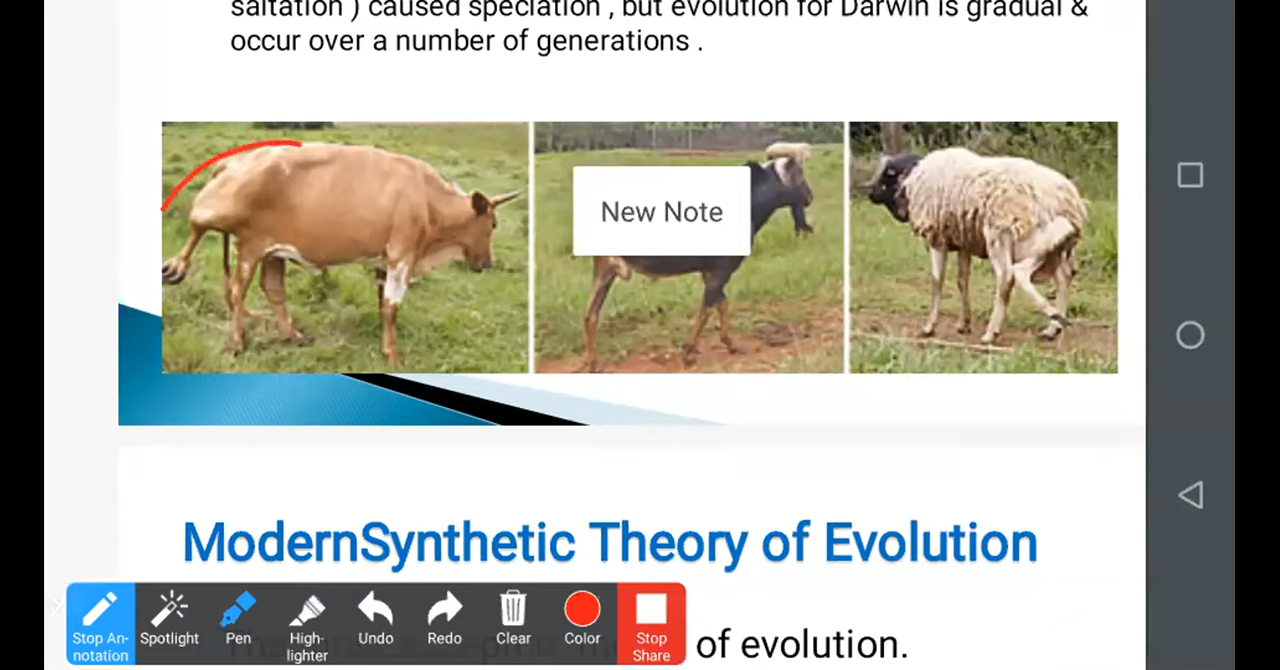 saltation ) caused speciation , but evolution for Darwin is gradual &
occur over a number of generations .
New Note
ModernSynthetic Theory of Evolution
of evolution.
Stop An-
notation
Spotlight
Pen
High-
lighter
Undo
Redo
Clear
Color
Stop
Share